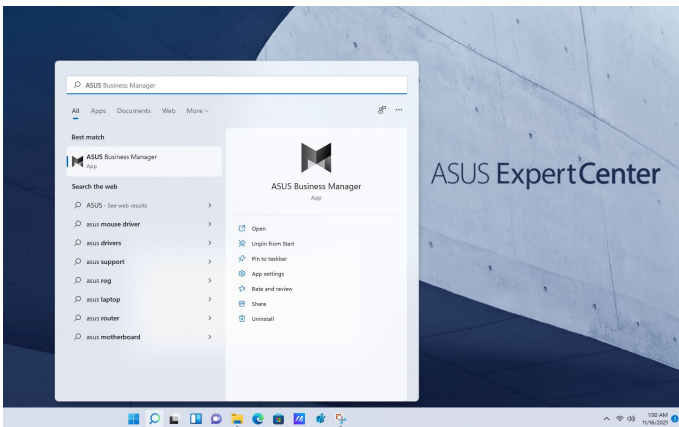 ASUS Business Manager
All Apps Documents Web More
Best match
ASUS Business Manager
App
Search the web
ASUS - See web results
asus mouse driver
asus drivers
asus support
asus rog
asus laptop
asus router
asus motherboard
ASUS Business Manager
App
Open
Unpin from Start
Pin to taskbar
App settings
Rate and review
Share
Uninstall
ASUS ExpertCenter
1:00 AM
11/16/2021